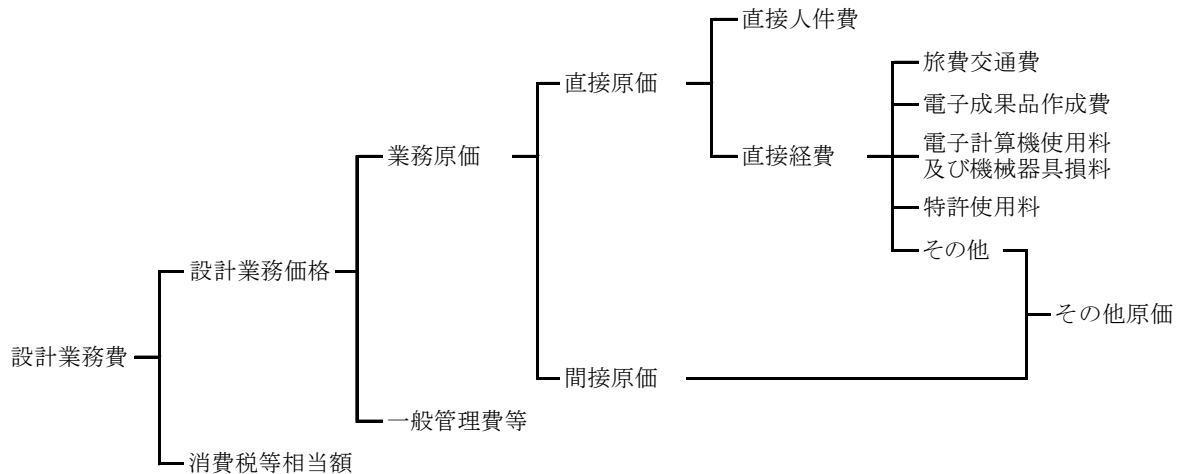 直接人件費
旅費交通費
直接原価
電子成果品作成費
電子計算機使用料
及び機械器具損料
業務原価
直接経費
特許使用料
その他
設計業務価格
その他原価
設計業務費
間接原価
一般管理費等
消費税等相当額